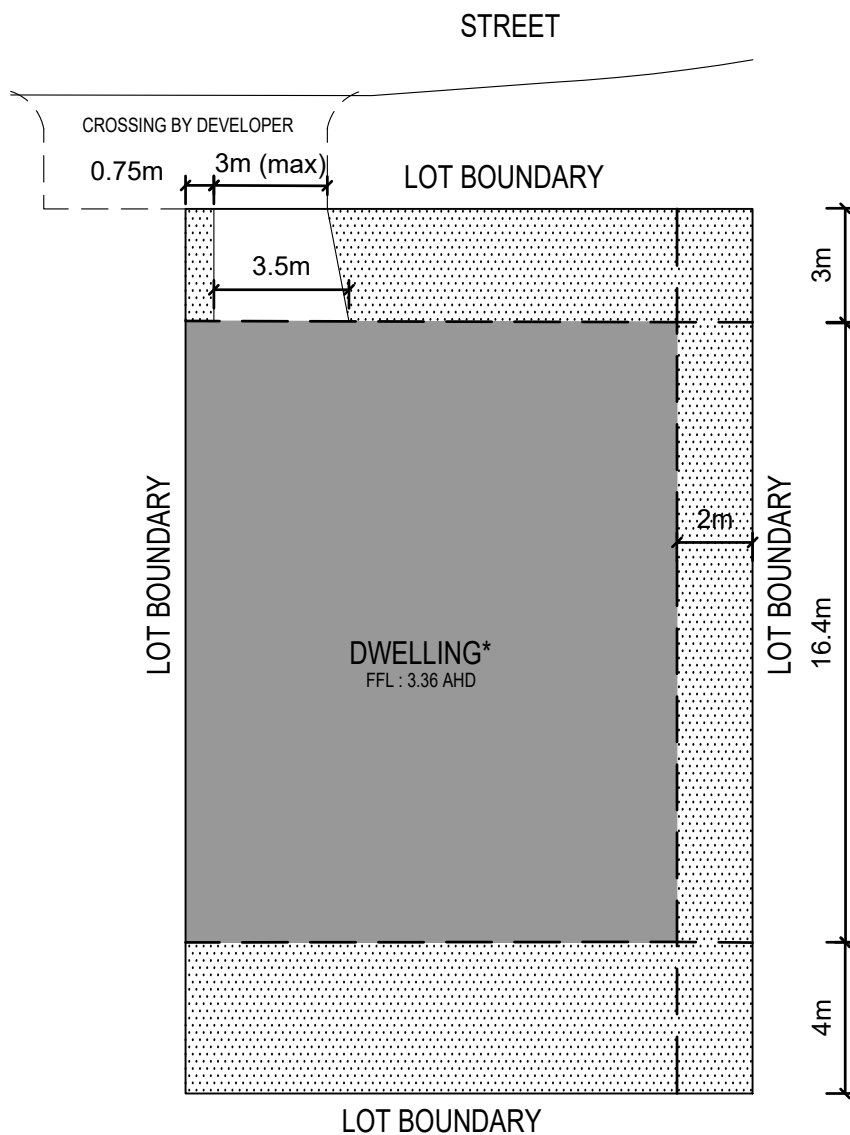 STREET
CROSSING BY DEVELOPER
0.75m
3m (max)
LOT BOUNDARY
3.5m
3m
LOT BOUNDARY
2m
LOT BOUNDARY
16.4m
DWELLING*
FFL : 3.36 AHD
4m
LOT BOUNDARY